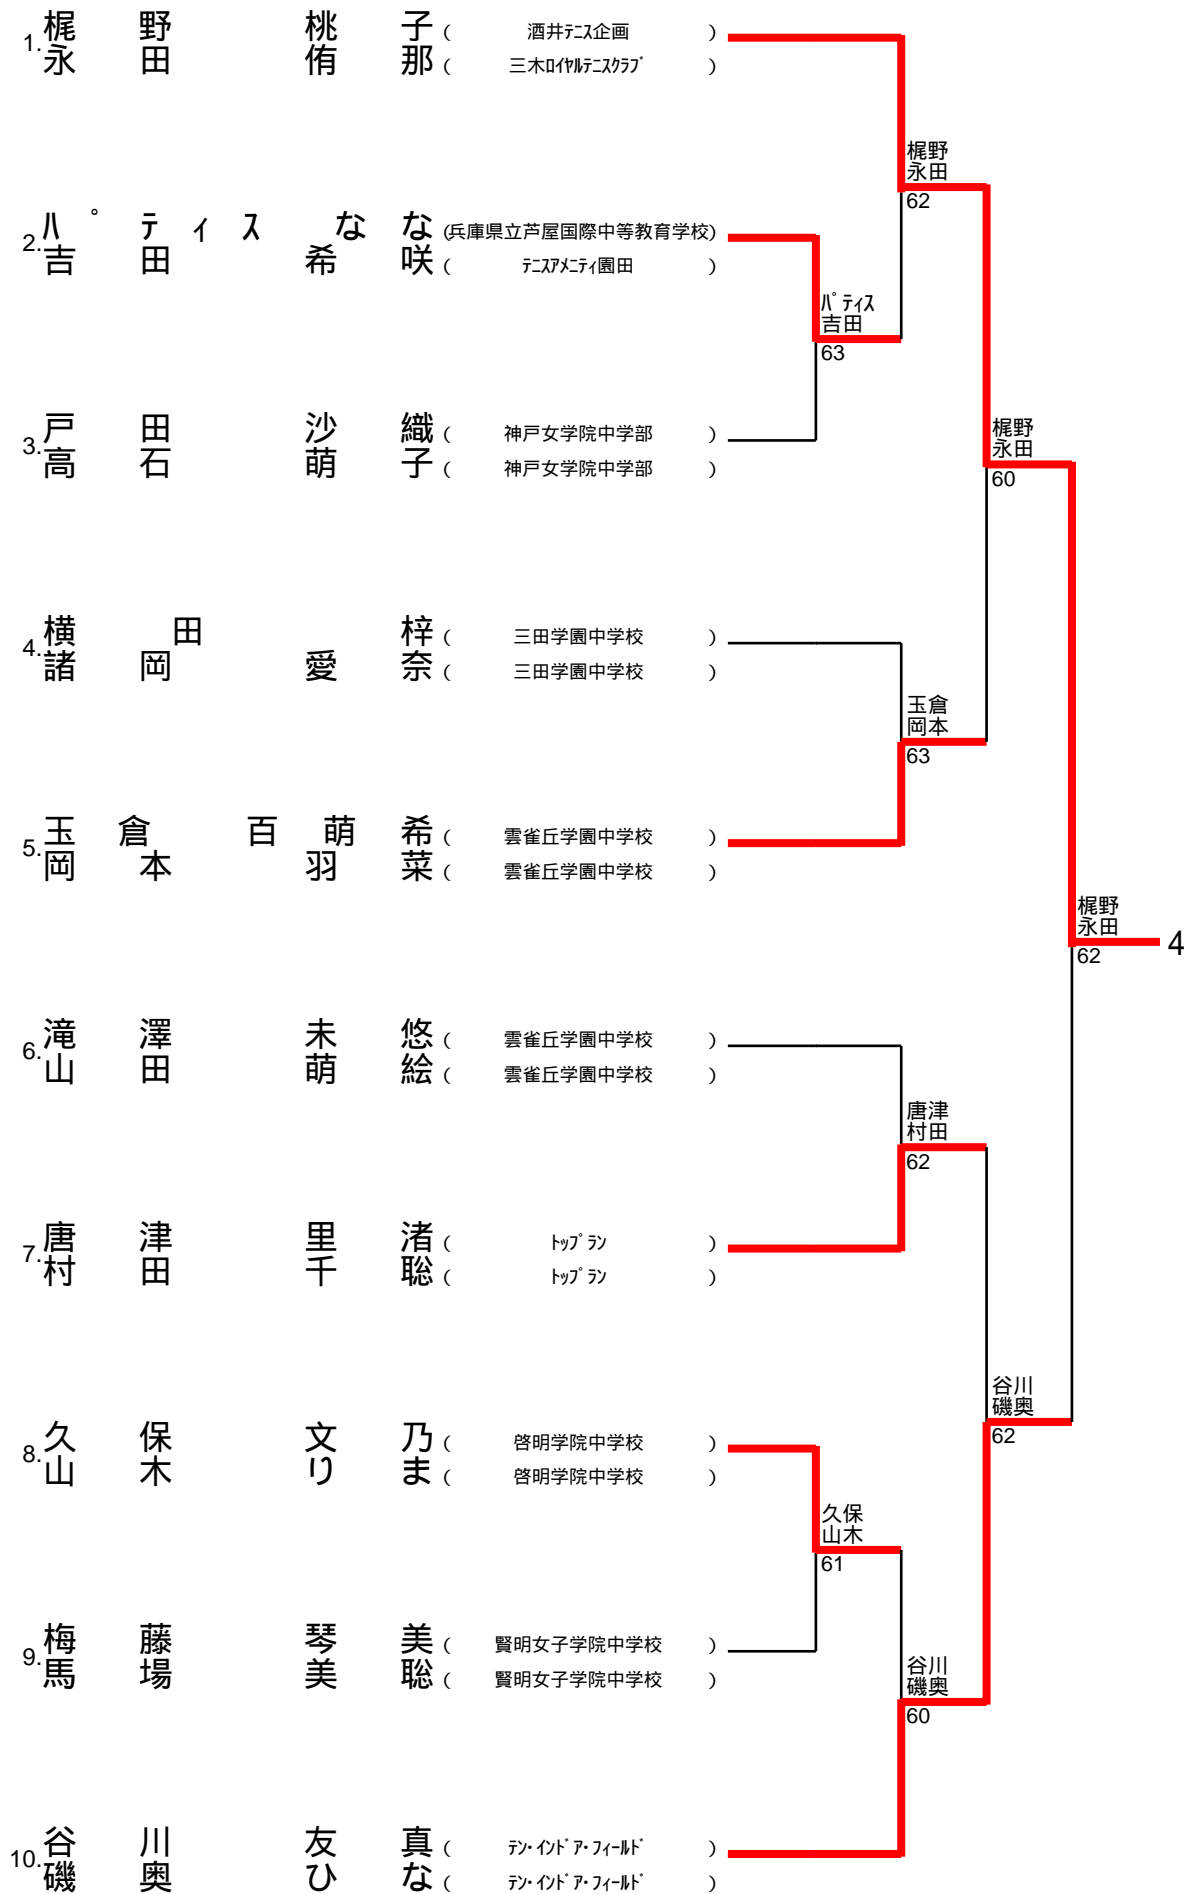 1. 梶野 桃子 ( 酒井ﾃﾆｽ企画 )
永田 侑那 ( 三木ﾛｲﾔﾙﾃﾆｽｸﾗﾌﾞ )
梶野
永田
62
2. ﾊﾟティス なな (兵庫県立芦屋国際中等教育学校)
吉田 希咲 ( ﾃﾆｽｱﾒﾆﾃｨ園田 )
ﾊﾟﾃｨｽ
吉田
63
3. 戸田 沙織 ( 神戸女学院中学部 )
高石 萌子 ( 神戸女学院中学部 )
梶野
永田
60
4. 横田 梓 ( 三田学園中学校 )
諸岡 愛奈 ( 三田学園中学校 )
玉倉
岡本
63
5. 玉倉 百萌希 ( 雲雀丘学園中学校 )
岡本 羽菜 ( 雲雀丘学園中学校 )
梶野
永田
62
4
6. 滝澤 未悠 ( 雲雀丘学園中学校 )
山田 萌絵 ( 雲雀丘学園中学校 )
唐津
村田
62
7. 唐津 里渚 ( ﾄｯﾌﾟﾗﾝ )
村田 千聡 ( ﾄｯﾌﾟﾗﾝ )
谷川
磯奥
62
8. 久保 文乃 ( 啓明学院中学校 )
山木 りま ( 啓明学院中学校 )
久保
山木
61
9. 梅藤 琴美 ( 賢明女子学院中学校 )
馬場 美聡 ( 賢明女子学院中学校 )
谷川
磯奥
60
10. 谷川 友真 ( ﾃﾝ･ｲﾝﾄﾞｱ･ﾌｨｰﾙﾄﾞ )
磯奥 ひな ( ﾃﾝ･ｲﾝﾄﾞｱ･ﾌｨｰﾙﾄﾞ )